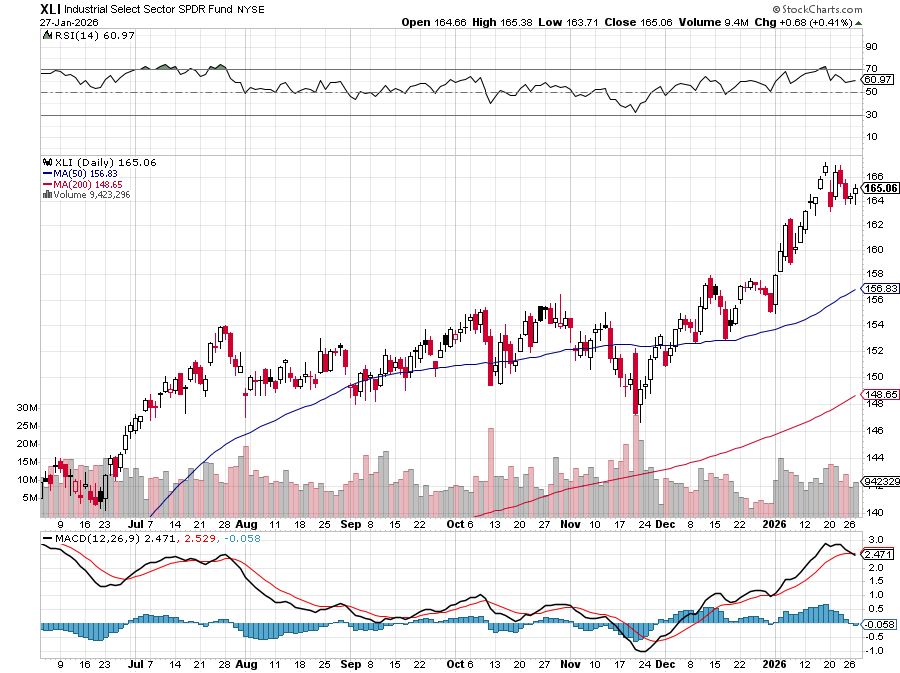 XLI Industrial Select Sector SPDR Fund NYSE
© StockCharts.com
27-Jan-2026
Open 164.66 High 165.38 Low 163.71 Close 165.06 Volume 9.4M Chg +0.68 (+0.41%)
RSI(14) 60.97
90
70
60.97
50
30
10
XLI (Daily) 165.06
MA(50) 156.83
MA(200) 148.65
Volume 9,423,296
166
165.06
164
162
160
158
156.83
156
154
152
150
148.65
148
146
144
942329
140
30M
25M
20M
15M
10M
5M
9 16 23 Jul 7 14 21 28 Aug 11 18 25 Sep 8 15 22 Oct 6 13 20 27 Nov 10 17 24 Dec 8 15 22 2026 12 20 26
MACD(12,26,9) 2.471, 2.529, -0.058
3.0
2.471
2.0
1.5
1.0
0.5
-0.058
-0.5
-1.0
9 16 23 Jul 7 14 21 28 Aug 11 18 25 Sep 8 15 22 Oct 6 13 20 27 Nov 10 17 24 Dec 8 15 22 2026 12 20 26